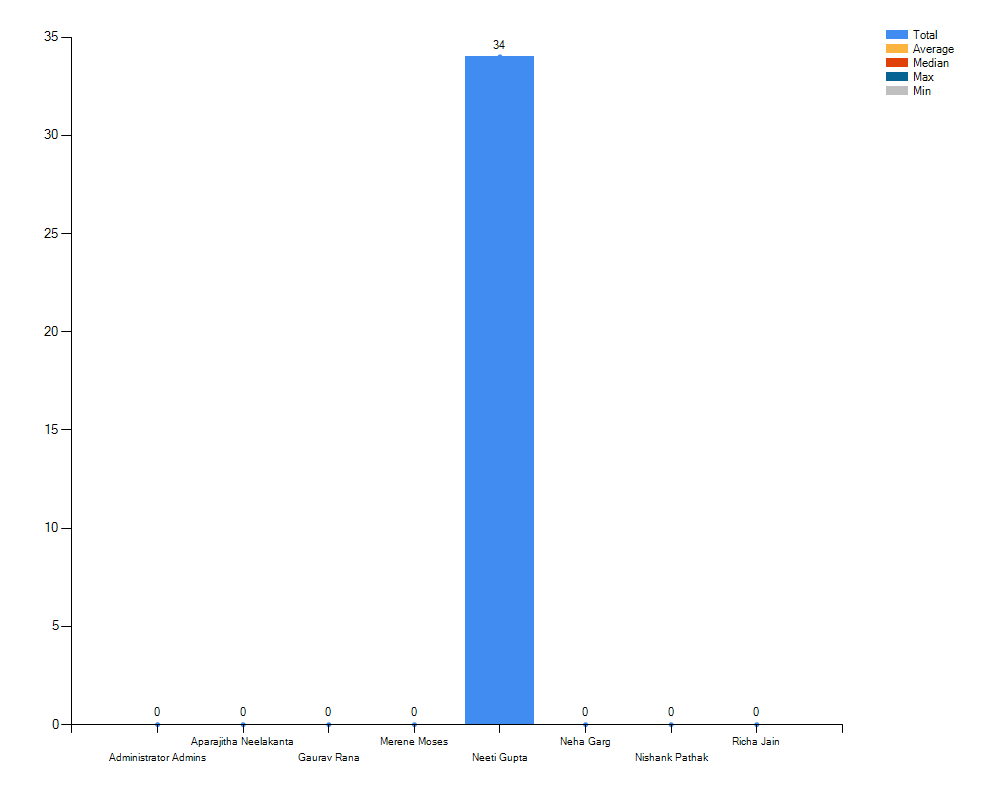 35
30
25
20
15
10
5
0
34
0 0 0 0 0 0 0
Aparajitha Neelakanta Merene Moses Neha Garg Richa Jain
Administrator Admins Gaurav Rana Neeti Gupta Nishank Pathak
Total
Average
Median
Max
Min